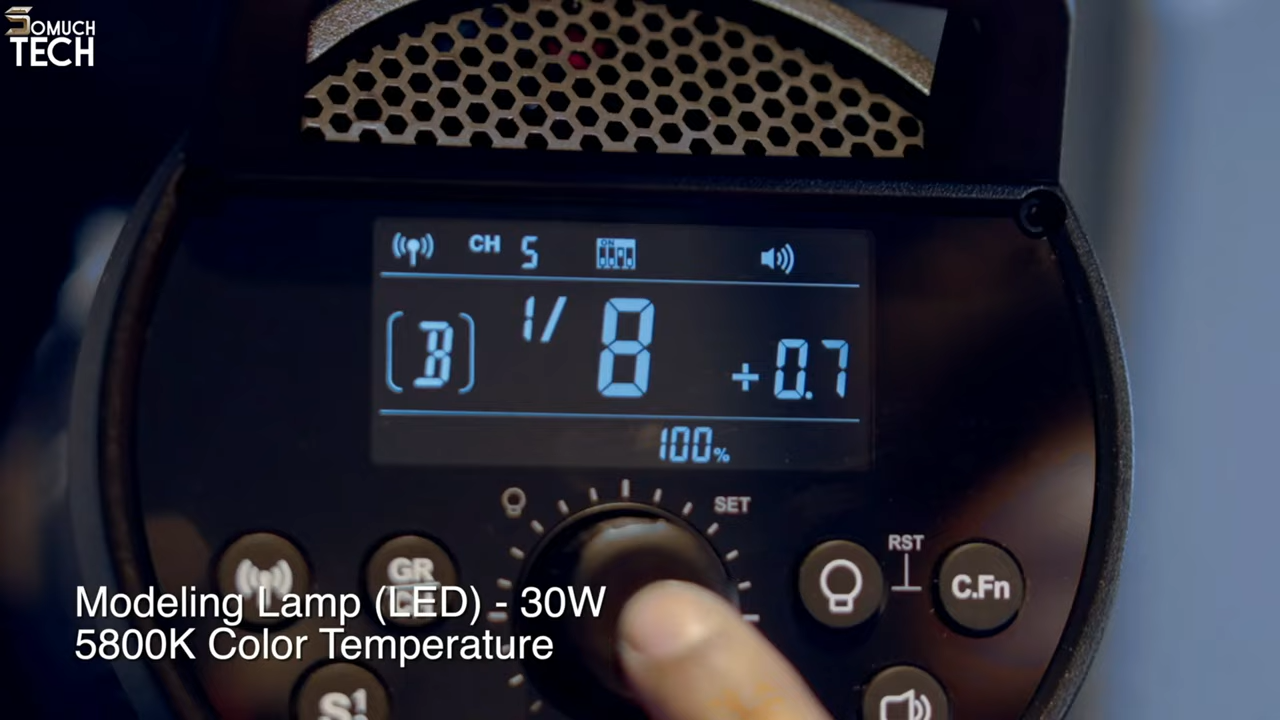 SOMUCH
TECH
CH 5 ON
[B] 1/8 +0.7
100%
SET
RST
GR
C.Fn
Modeling Lamp (LED) - 30W
5800K Color Temperature
S1